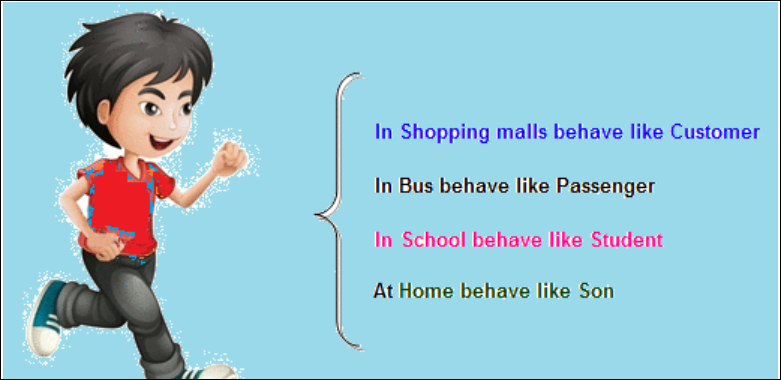 In Shopping malls behave like Customer
In Bus behave like Passenger
In School behave like Student
At Home behave like Son